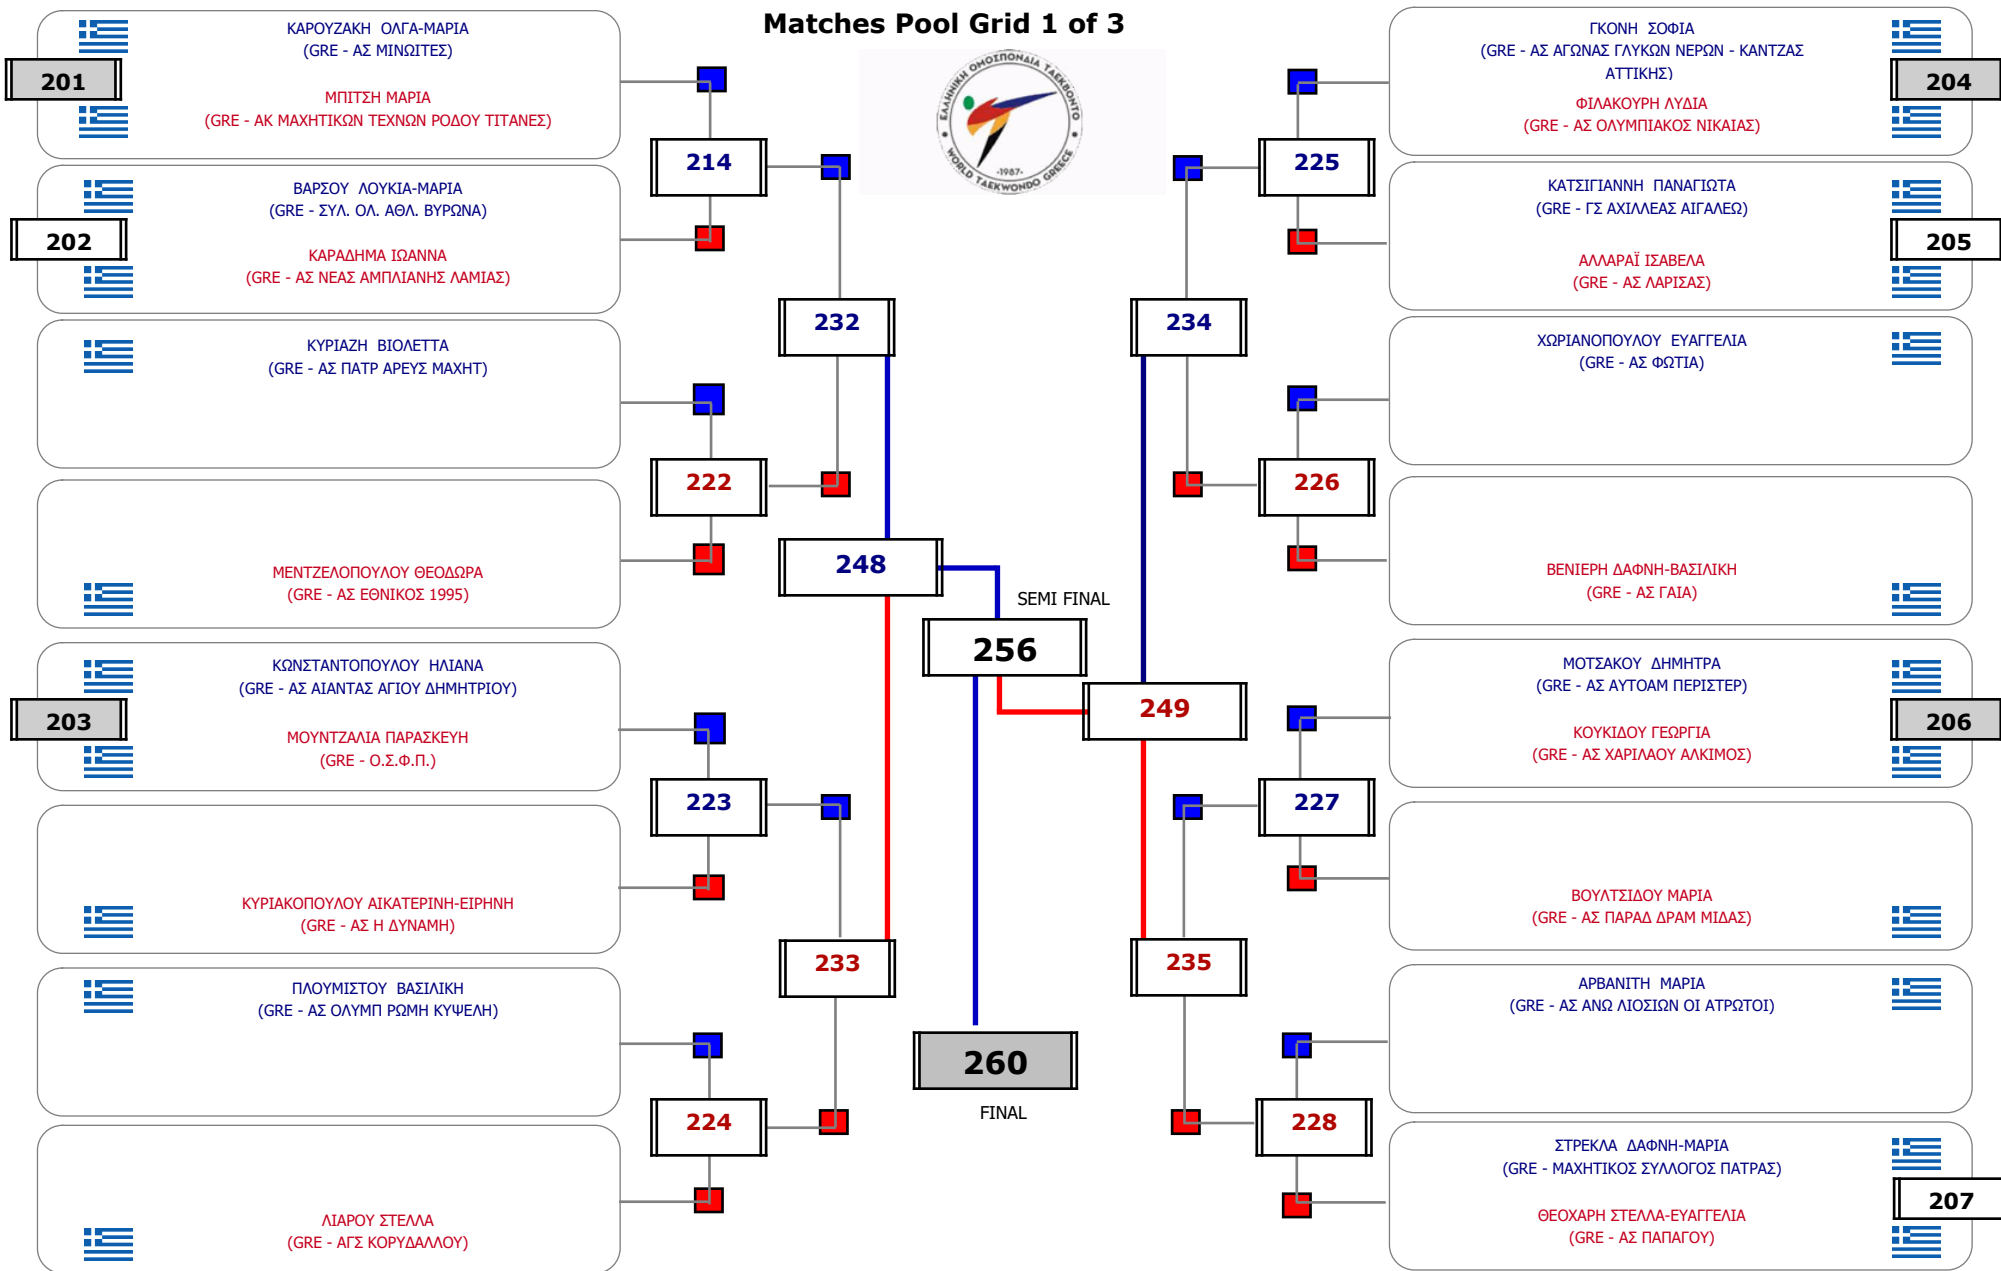 Matches Pool Grid 1 of 3
ΕΛΛΗΝΙΚΗ ΟΜΟΣΠΟΝΔΙΑ ΤΑΕΚΒΟΝΤΟ
-1987-
WORLD TAEKWONDO GREECE
201
ΚΑΡΟΥΖΑΚΗ ΟΛΓΑ-ΜΑΡΙΑ
(GRE - ΑΣ ΜΙΝΩΙΤΕΣ)
ΜΠΙΤΣΗ ΜΑΡΙΑ
(GRE - ΑΚ ΜΑΧΗΤΙΚΩΝ ΤΕΧΝΩΝ ΡΟΔΟΥ ΤΙΤΑΝΕΣ)
202
ΒΑΡΣΟΥ ΛΟΥΚΙΑ-ΜΑΡΙΑ
(GRE - ΣΥΛ. ΟΛ. ΑΘΛ. ΒΥΡΩΝΑ)
ΚΑΡΑΔΗΜΑ ΙΩΑΝΝΑ
(GRE - ΑΣ ΝΕΑΣ ΑΜΠΛΙΑΝΗΣ ΛΑΜΙΑΣ)
ΚΥΡΙΑΖΗ ΒΙΟΛΕΤΤΑ
(GRE - ΑΣ ΠΑΤΡ ΑΡΕΥΣ ΜΑΧΗΤ)
ΜΕΝΤΖΕΛΟΠΟΥΛΟΥ ΘΕΟΔΩΡΑ
(GRE - ΑΣ ΕΘΝΙΚΟΣ 1995)
203
ΚΩΝΣΤΑΝΤΟΠΟΥΛΟΥ ΗΛΙΑΝΑ
(GRE - ΑΣ ΑΙΑΝΤΑΣ ΑΓΙΟΥ ΔΗΜΗΤΡΙΟΥ)
ΜΟΥΝΤΖΑΛΙΑ ΠΑΡΑΣΚΕΥΗ
(GRE - Ο.Σ.Φ.Π.)
ΚΥΡΙΑΚΟΠΟΥΛΟΥ ΑΙΚΑΤΕΡΙΝΗ-ΕΙΡΗΝΗ
(GRE - ΑΣ Η ΔΥΝΑΜΗ)
ΠΛΟΥΜΙΣΤΟΥ ΒΑΣΙΛΙΚΗ
(GRE - ΑΣ ΟΛΥΜΠ ΡΩΜΗ ΚΥΨΕΛΗ)
ΛΙΑΡΟΥ ΣΤΕΛΛΑ
(GRE - ΑΓΣ ΚΟΡΥΔΑΛΛΟΥ)
214
222
223
224
232
233
248
SEMI FINAL
256
249
260
FINAL
234
235
225
226
227
228
ΓΚΟΝΗ ΣΟΦΙΑ
(GRE - ΑΣ ΑΓΩΝΑΣ ΓΛΥΚΩΝ ΝΕΡΩΝ - ΚΑΝΤΖΑΣ
ΑΤΤΙΚΗΣ)
ΦΙΛΑΚΟΥΡΗ ΛΥΔΙΑ
(GRE - ΑΣ ΟΛΥΜΠΙΑΚΟΣ ΝΙΚΑΙΑΣ)
204
ΚΑΤΣΙΓΙΑΝΝΗ ΠΑΝΑΓΙΩΤΑ
(GRE - ΓΣ ΑΧΙΛΛΕΑΣ ΑΙΓΑΛΕΩ)
ΑΛΛΑΡΑΪ ΙΣΑΒΕΛΑ
(GRE - ΑΣ ΛΑΡΙΣΑΣ)
205
ΧΩΡΙΑΝΟΠΟΥΛΟΥ ΕΥΑΓΓΕΛΙΑ
(GRE - ΑΣ ΦΩΤΙΑ)
ΒΕΝΙΕΡΗ ΔΑΦΝΗ-ΒΑΣΙΛΙΚΗ
(GRE - ΑΣ ΓΑΙΑ)
ΜΟΤΣΑΚΟΥ ΔΗΜΗΤΡΑ
(GRE - ΑΣ ΑΥΤΟΑΜ ΠΕΡΙΣΤΕΡ)
ΚΟΥΚΙΔΟΥ ΓΕΩΡΓΙΑ
(GRE - ΑΣ ΧΑΡΙΛΑΟΥ ΑΛΚΙΜΟΣ)
206
ΒΟΥΛΤΣΙΔΟΥ ΜΑΡΙΑ
(GRE - ΑΣ ΠΑΡΑΔ ΔΡΑΜ ΜΙΔΑΣ)
ΑΡΒΑΝΙΤΗ ΜΑΡΙΑ
(GRE - ΑΣ ΑΝΩ ΛΙΟΣΙΩΝ ΟΙ ΑΤΡΩΤΟΙ)
ΣΤΡΕΚΛΑ ΔΑΦΝΗ-ΜΑΡΙΑ
(GRE - ΜΑΧΗΤΙΚΟΣ ΣΥΛΛΟΓΟΣ ΠΑΤΡΑΣ)
ΘΕΟΧΑΡΗ ΣΤΕΛΛΑ-ΕΥΑΓΓΕΛΙΑ
(GRE - ΑΣ ΠΑΠΑΓΟΥ)
207